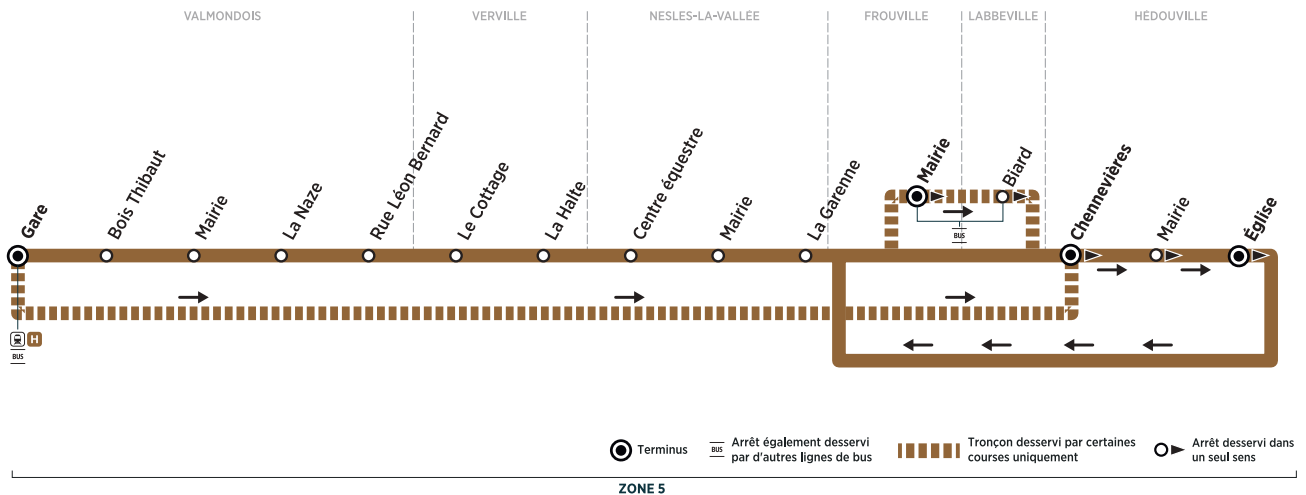 VALMONDOIS
VERVILLE
NESLES-LA-VALLÉE
FROUVILLE
LABBEVILLE
HÉDOUVILLE
Gare
Bois Thibaut
Mairie
La Naze
Rue Léon Bernard
Le Cottage
La Halte
Centre équestre
Mairie
La Garenne
Mairie
Biard
Chennevières
Mairie
Église
BUS
H
BUS
Terminus
BUS
Arrêt également desservi
par d'autres lignes de bus
Tronçon desservi par certaines
courses uniquement
Arrêt desservi dans
un seul sens
ZONE 5